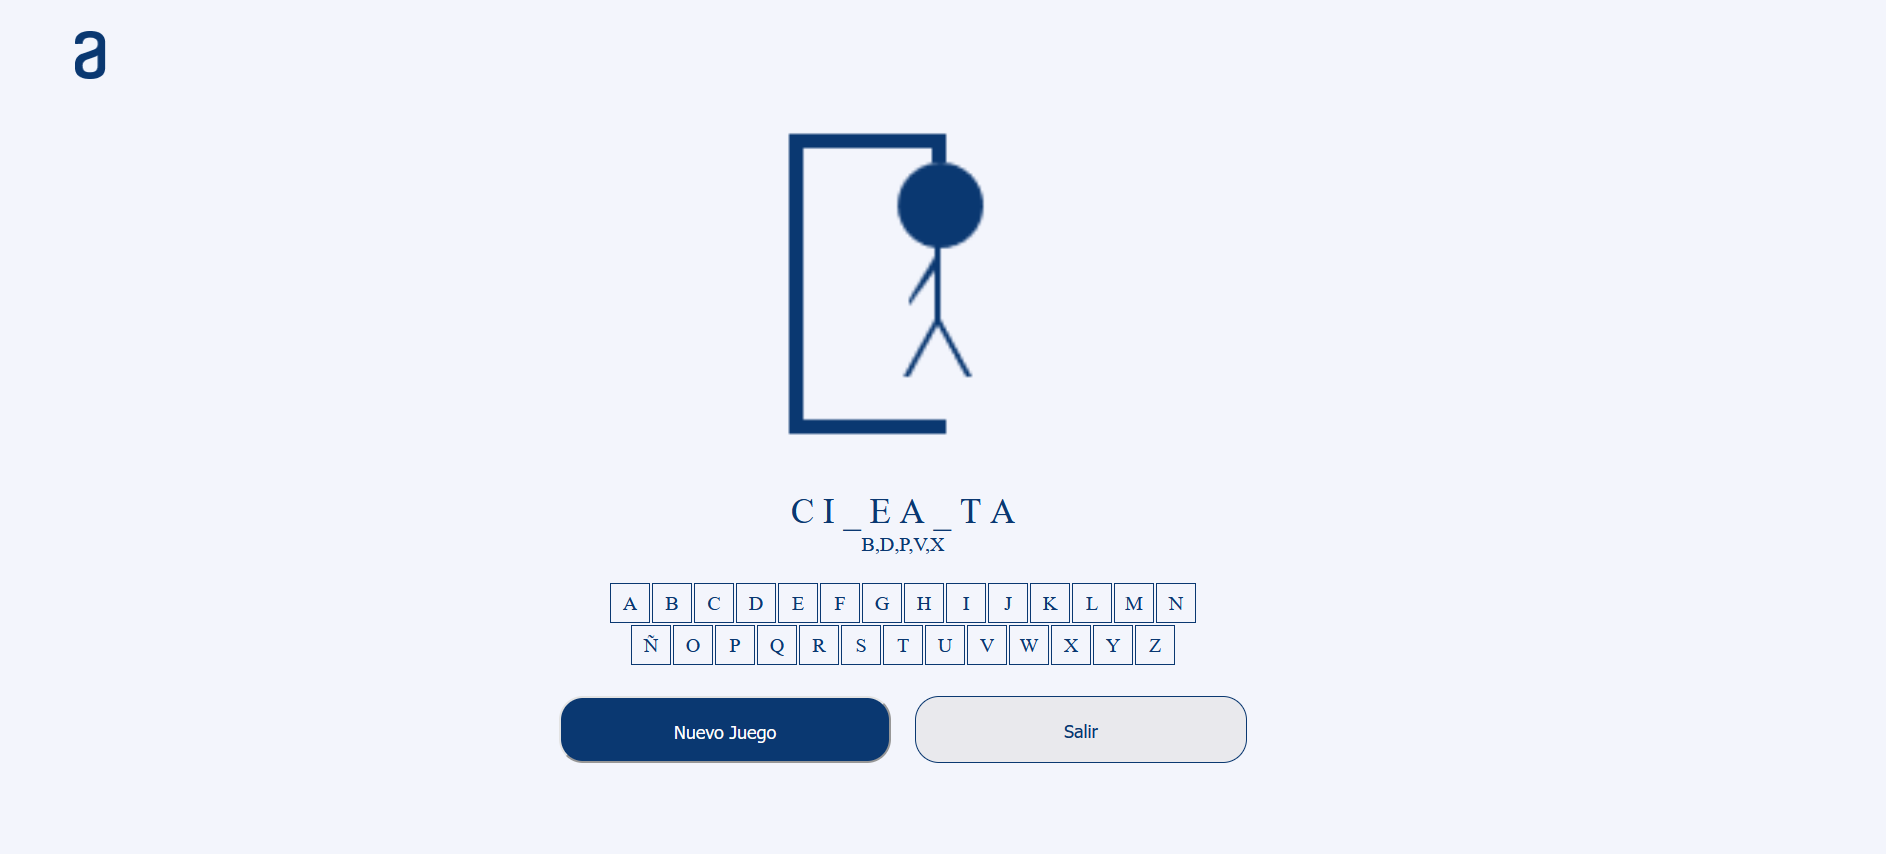 a
C I _ E A _ T A
B,D,P,V,X
A B C D E F G H I J K L M N
Ñ O P Q R S T U V W X Y Z
Nuevo Juego Salir